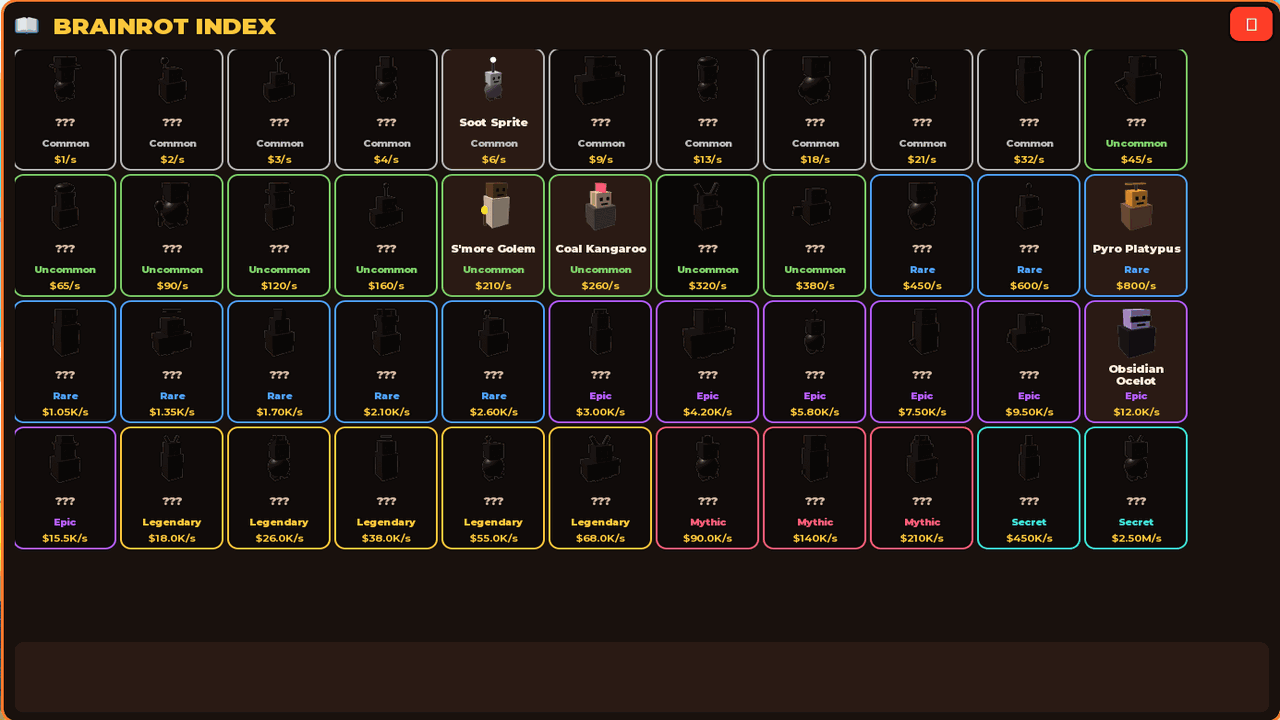 BRAINROT INDEX
??? ??? ??? ??? Soot Sprite ??? ??? ??? ??? ??? ???
Common Common Common Common Common Common Common Common Common Common Uncommon
$1/s $2/s $3/s $4/s $6/s $9/s $13/s $18/s $21/s $32/s $45/s
??? ??? ??? ??? S'more Golem Coal Kangaroo ??? ??? ??? ??? Pyro Platypus
Uncommon Uncommon Uncommon Uncommon Uncommon Uncommon Uncommon Uncommon Rare Rare Rare
$65/s $90/s $120/s $160/s $210/s $260/s $320/s $380/s $450/s $600/s $800/s
??? ??? ??? ??? ??? ??? ??? ??? ??? ??? Obsidian
Ocelot
Rare Rare Rare Rare Rare Epic Epic Epic Epic Epic Epic
$1.05K/s $1.35K/s $1.70K/s $2.10K/s $2.60K/s $3.00K/s $4.20K/s $5.80K/s $7.50K/s $9.50K/s $12.0K/s
??? ??? ??? ??? ??? ??? ??? ??? ??? ??? ???
Epic Legendary Legendary Legendary Legendary Legendary Mythic Mythic Mythic Secret Secret
$15.5K/s $18.0K/s $26.0K/s $38.0K/s $55.0K/s $68.0K/s $90.0K/s $140K/s $210K/s $450K/s $2.50M/s